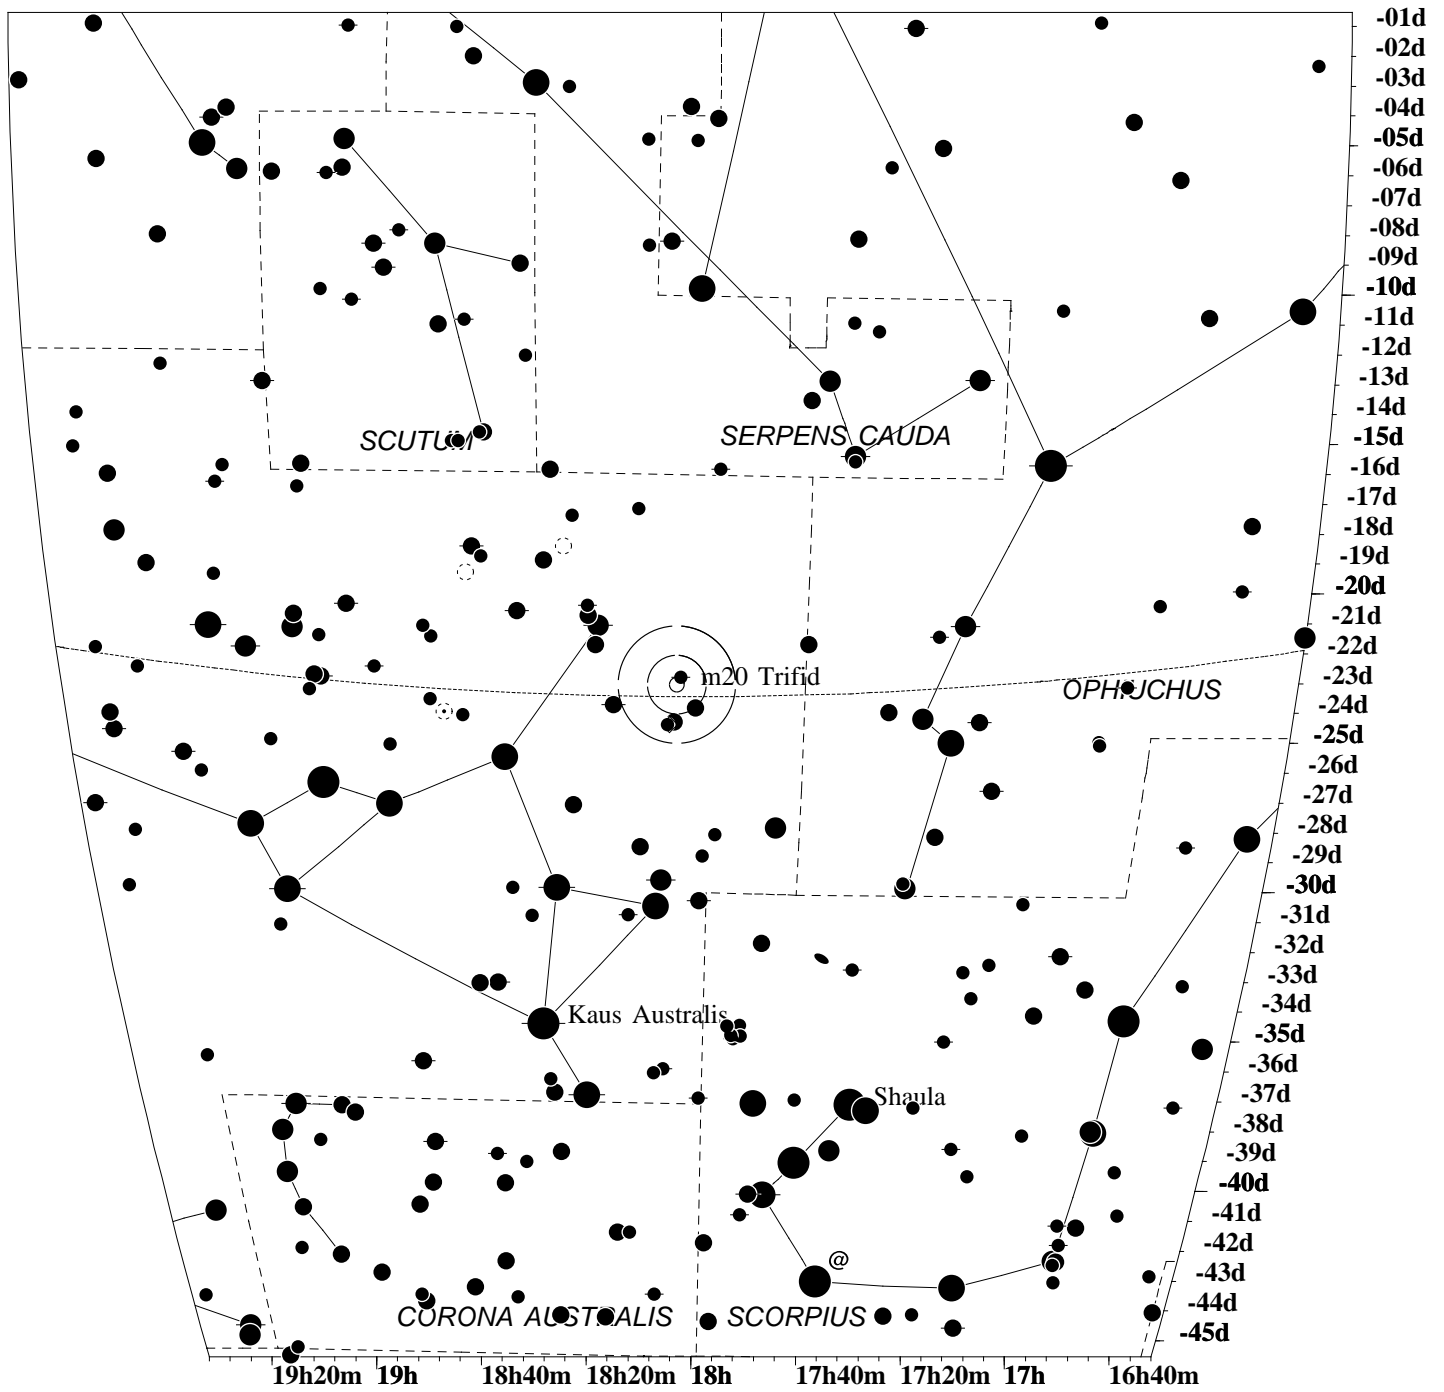 -01d
-02d
-03d
-04d
-05d
-06d
-07d
-08d
-09d
-10d
-11d
-12d
-13d
-14d
SCUTUM
SERPENS CAUDA
-15d
-16d
-17d
-18d
-19d
-20d
-21d
-22d
m20 Trifid
-23d
OPHIUCHUS
-24d
-25d
-26d
-27d
-28d
-29d
-30d
-31d
-32d
-33d
-34d
Kaus Australis
-35d
-36d
-37d
Shaula
-38d
-39d
-40d
-41d
-42d
@
-43d
-44d
CORONA AUSTRALIS
SCORPIUS
-45d
19h20m 19h 18h40m 18h20m 18h 17h40m 17h20m 17h 16h40m